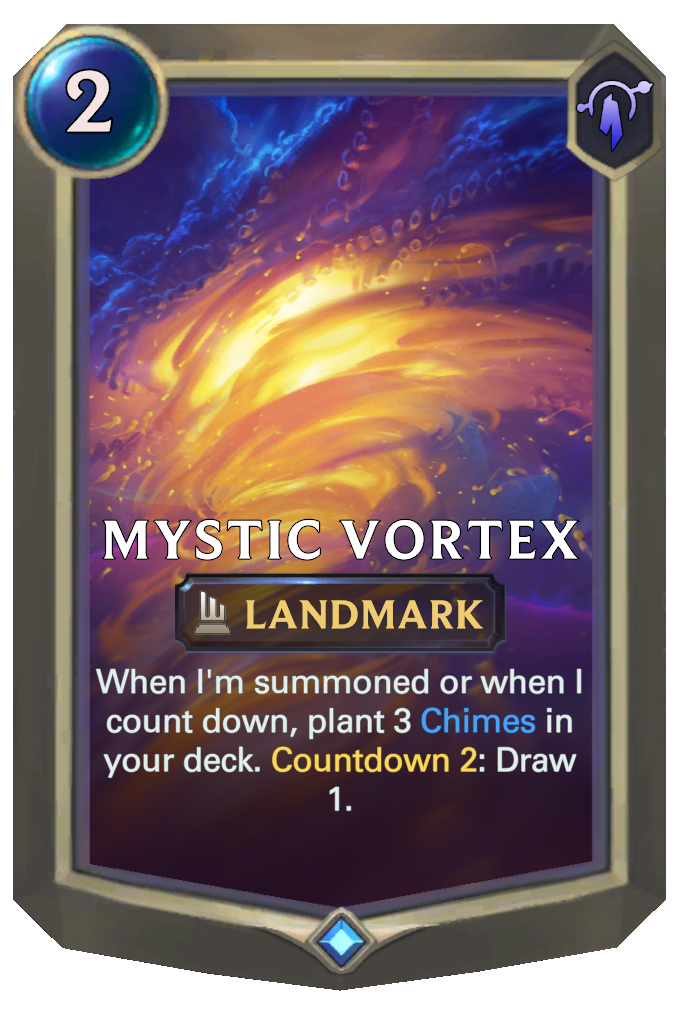 2
MYSTIC VORTEX
LANDMARK
When I'm summoned or when I
count down, plant 3 Chimes in
your deck. Countdown 2: Draw
1.